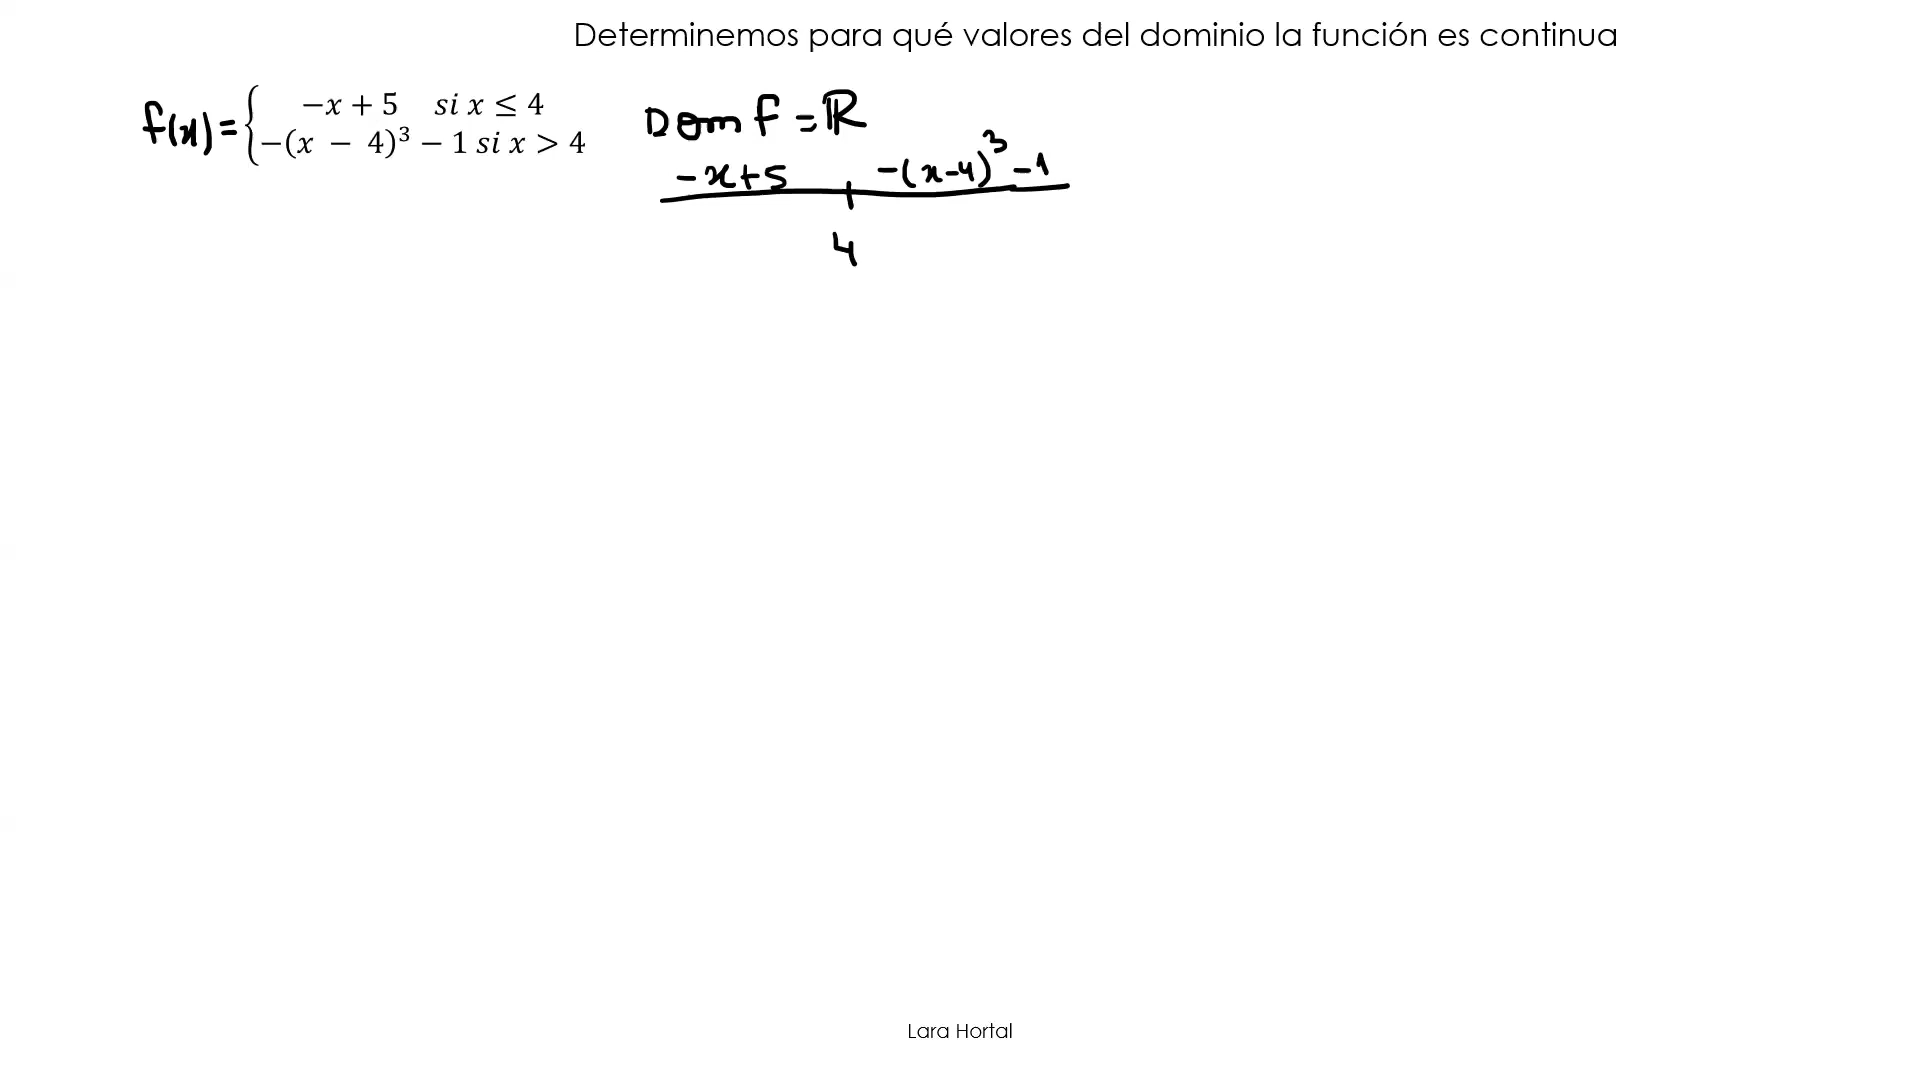 Determinemos para qué valores del dominio la función es continua
f(x) = { −x + 5 si x ≤ 4
−(x − 4)³ − 1 si x > 4
Dom f = ℝ
-x+5 -(x-4)³-1
4
Lara Hortal